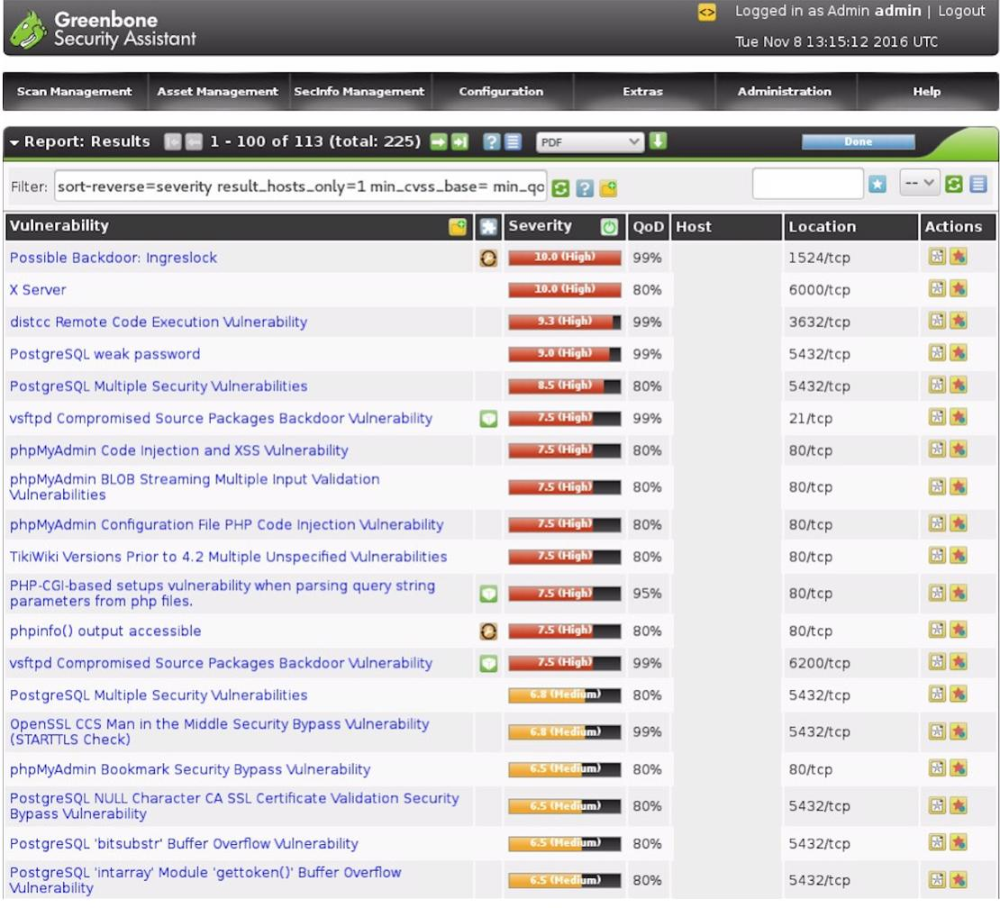 Greenbone
Security Assistant
Logged in as Admin admin | Logout
Tue Nov 8 13:15:12 2016 UTC
Scan Management Asset Management SecInfo Management Configuration Extras Administration Help
Report: Results 1 - 100 of 113 (total: 225) ? PDF Done
Filter: sort-reverse=severity result_hosts_only=1 min_cvss_base= min_qo ? --
Vulnerability Severity QoD Host Location Actions
Possible Backdoor: Ingreslock 10.0 (High) 99% 1524/tcp
X Server 10.0 (High) 80% 6000/tcp
distcc Remote Code Execution Vulnerability 9.3 (High) 99% 3632/tcp
PostgreSQL weak password 9.0 (High) 99% 5432/tcp
PostgreSQL Multiple Security Vulnerabilities 8.5 (High) 80% 5432/tcp
vsftpd Compromised Source Packages Backdoor Vulnerability 7.5 (High) 99% 21/tcp
phpMyAdmin Code Injection and XSS Vulnerability 7.5 (High) 80% 80/tcp
phpMyAdmin BLOB Streaming Multiple Input Validation
Vulnerabilities 7.5 (High) 80% 80/tcp
phpMyAdmin Configuration File PHP Code Injection Vulnerability 7.5 (High) 80% 80/tcp
TikiWiki Versions Prior to 4.2 Multiple Unspecified Vulnerabilities 7.5 (High) 80% 80/tcp
PHP-CGI-based setups vulnerability when parsing query string
parameters from php files. 7.5 (High) 95% 80/tcp
phpinfo() output accessible 7.5 (High) 80% 80/tcp
vsftpd Compromised Source Packages Backdoor Vulnerability 7.5 (High) 99% 6200/tcp
PostgreSQL Multiple Security Vulnerabilities 6.8 (Medium) 80% 5432/tcp
OpenSSL CCS Man in the Middle Security Bypass Vulnerability
(STARTTLS Check) 6.8 (Medium) 99% 5432/tcp
phpMyAdmin Bookmark Security Bypass Vulnerability 6.5 (Medium) 80% 80/tcp
PostgreSQL NULL Character CA SSL Certificate Validation Security
Bypass Vulnerability 6.5 (Medium) 80% 5432/tcp
PostgreSQL 'bitsubstr' Buffer Overflow Vulnerability 6.5 (Medium) 80% 5432/tcp
PostgreSQL 'intarray' Module 'gettoken()' Buffer Overflow
Vulnerability 6.5 (Medium) 80% 5432/tcp